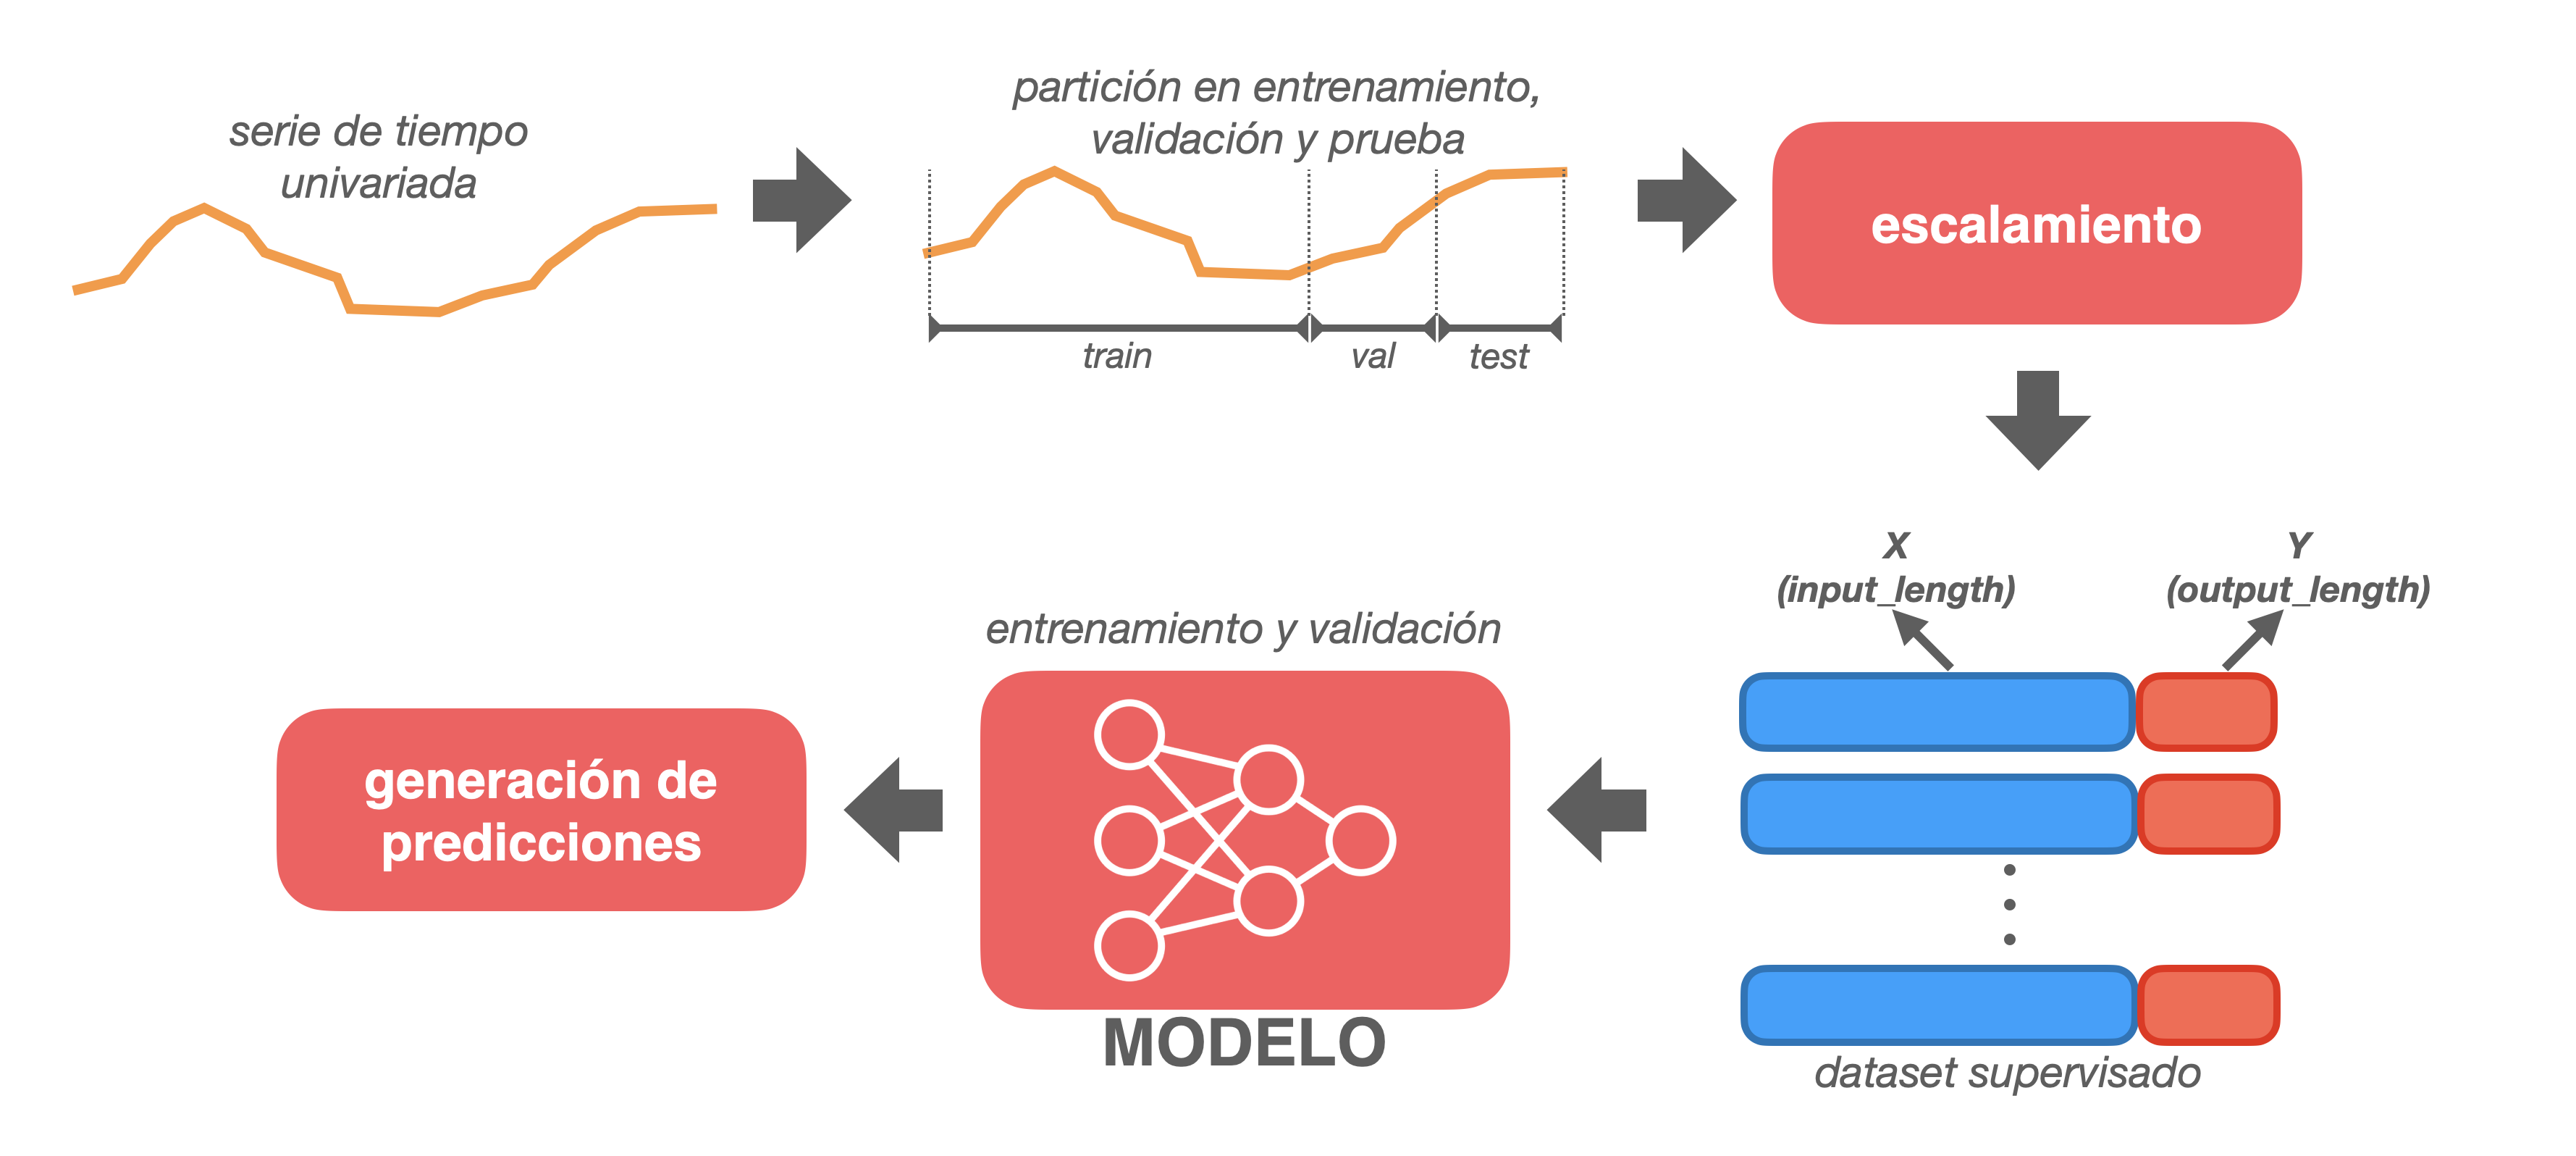 serie de tiempo
univariada
partición en entrenamiento,
validación y prueba
train
val
test
escalamiento
X
(input_length)
Y
(output_length)
dataset supervisado
entrenamiento y validación
MODELO
generación de
predicciones